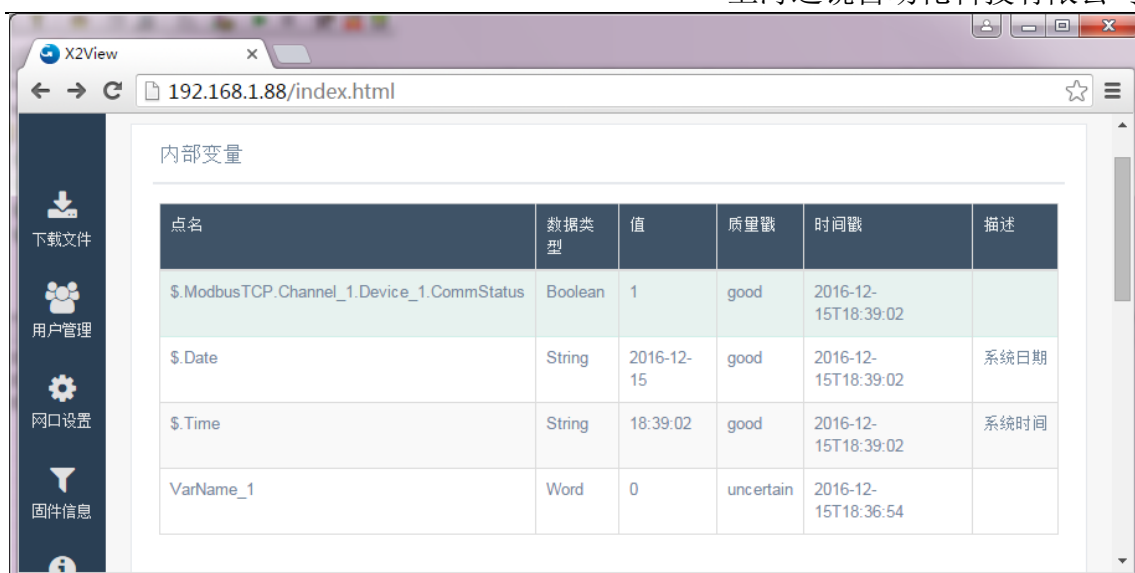 X2View
192.168.1.88/index.html
内部变量
下载文件
用户管理
网口设置
固件信息
点名 数据类 值 质量戳 时间戳 描述
型
$.ModbusTCP.Channel_1.Device_1.CommStatus Boolean 1 good 2016-12-
15T18:39:02
$.Date String 2016-12- good 2016-12- 系统日期
15 15T18:39:02
$.Time String 18:39:02 good 2016-12- 系统时间
15T18:39:02
VarName_1 Word 0 uncertain 2016-12-
15T18:36:54